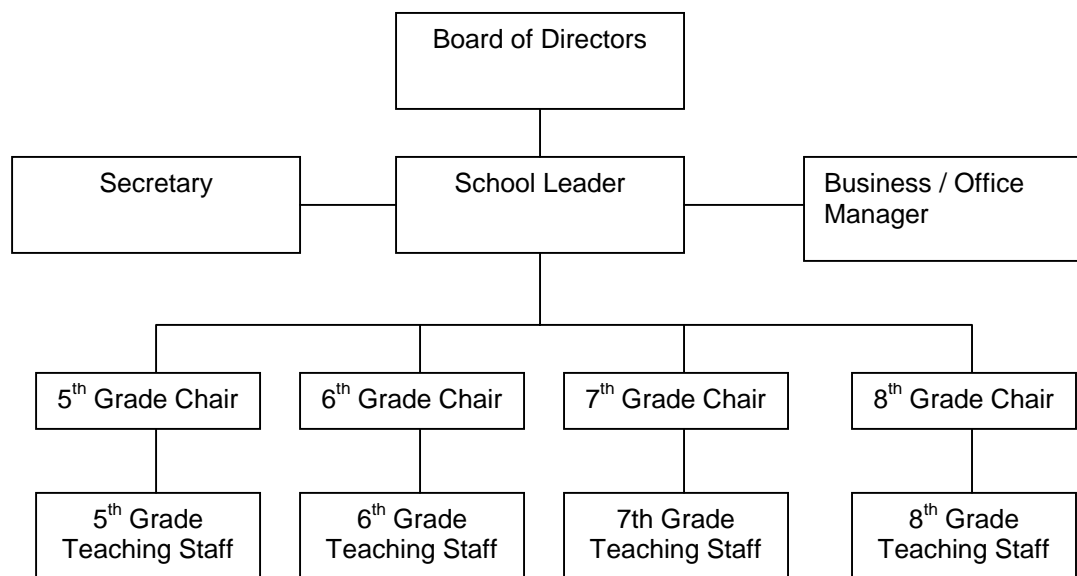 Board of Directors
Secretary
School Leader
Business / Office
Manager
5th Grade Chair
6th Grade Chair
7th Grade Chair
8th Grade Chair
5th Grade
Teaching Staff
6th Grade
Teaching Staff
7th Grade
Teaching Staff
8th Grade
Teaching Staff